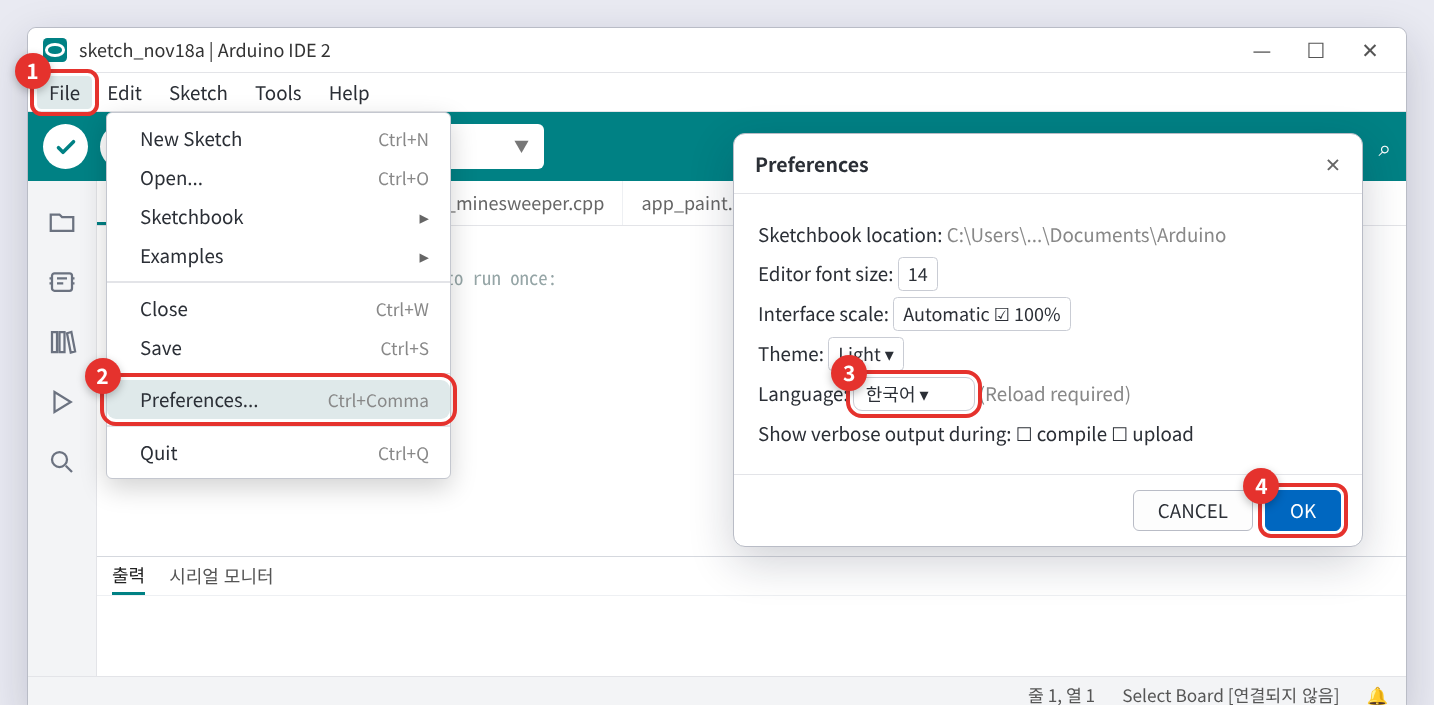 sketch_nov18a | Arduino IDE 2
1
File Edit Sketch Tools Help
New Sketch Ctrl+N
Open... Ctrl+O
Sketchbook
Examples
Close Ctrl+W
Save Ctrl+S
2
Preferences... Ctrl+Comma
Quit Ctrl+Q
_minesweeper.cpp app_paint.
to run once:
Preferences
Sketchbook location: C:\Users\...\Documents\Arduino
Editor font size: 14
Interface scale: Automatic ☑ 100%
Theme: Light ▾
3
Language: 한국어 ▾ (Reload required)
Show verbose output during: ☐ compile ☐ upload
4
CANCEL OK
출력 시리얼 모니터
줄 1, 열 1 Select Board [연결되지 않음]